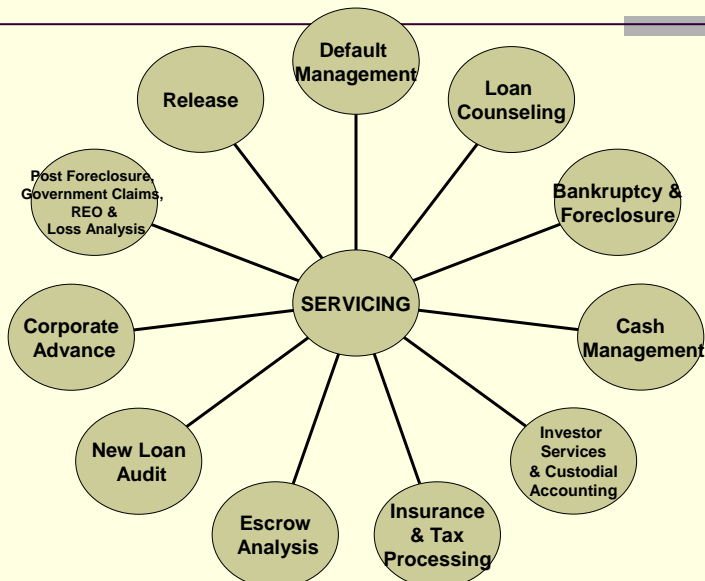 Default
Management
Loan
Counseling
Release
Bankruptcy &
Foreclosure
Post Foreclosure,
Government Claims,
REO &
Loss Analysis
SERVICING
Cash
Management
Corporate
Advance
Investor
Services
& Custodial
Accounting
New Loan
Audit
Insurance
& Tax
Processing
Escrow
Analysis